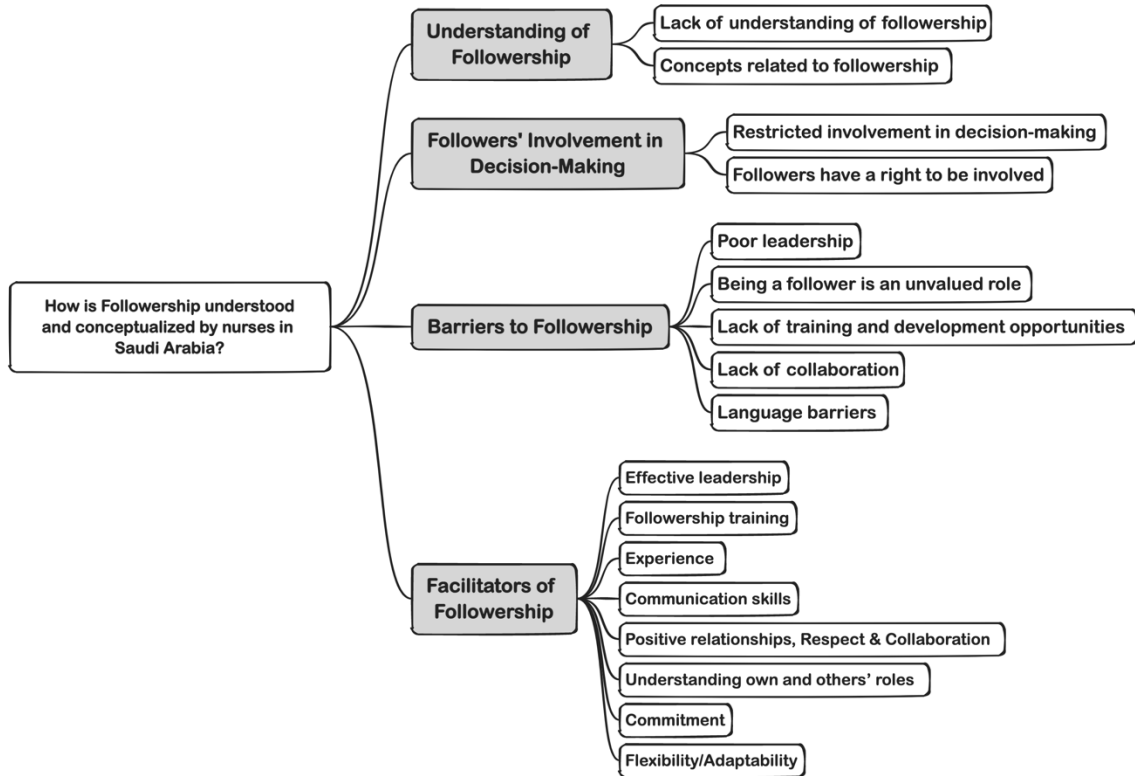 How is Followership understood
and conceptualized by nurses in
Saudi Arabia?
Understanding of
Followership
Lack of understanding of followership
Concepts related to followership
Followers' Involvement in
Decision-Making
Restricted involvement in decision-making
Followers have a right to be involved
Barriers to Followership
Poor leadership
Being a follower is an unvalued role
Lack of training and development opportunities
Lack of collaboration
Language barriers
Facilitators of
Followership
Effective leadership
Followership training
Experience
Communication skills
Positive relationships, Respect & Collaboration
Understanding own and others’ roles
Commitment
Flexibility/Adaptability